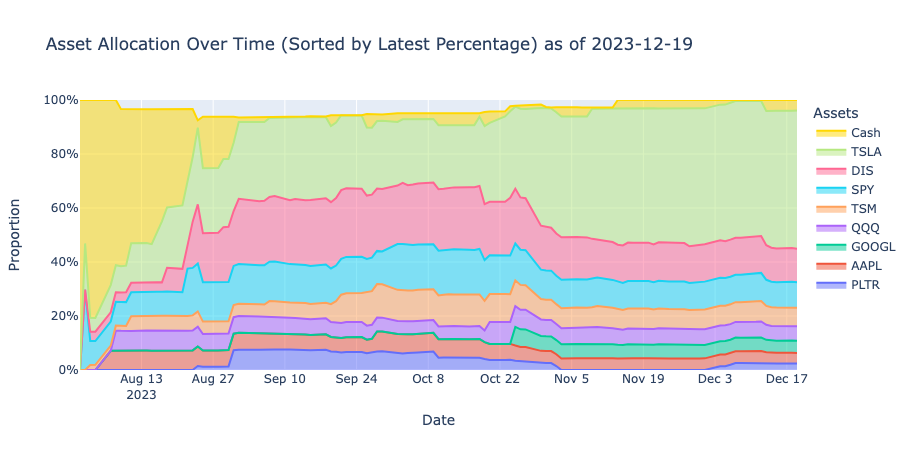 Asset Allocation Over Time (Sorted by Latest Percentage) as of 2023-12-19
100%
80%
60%
40%
20%
0%
Proportion
Aug 13
2023
Aug 27
Sep 10
Sep 24
Oct 8
Oct 22
Nov 5
Nov 19
Dec 3
Dec 17
Date
Assets
Cash
TSLA
DIS
SPY
TSM
QQQ
GOOGL
AAPL
PLTR